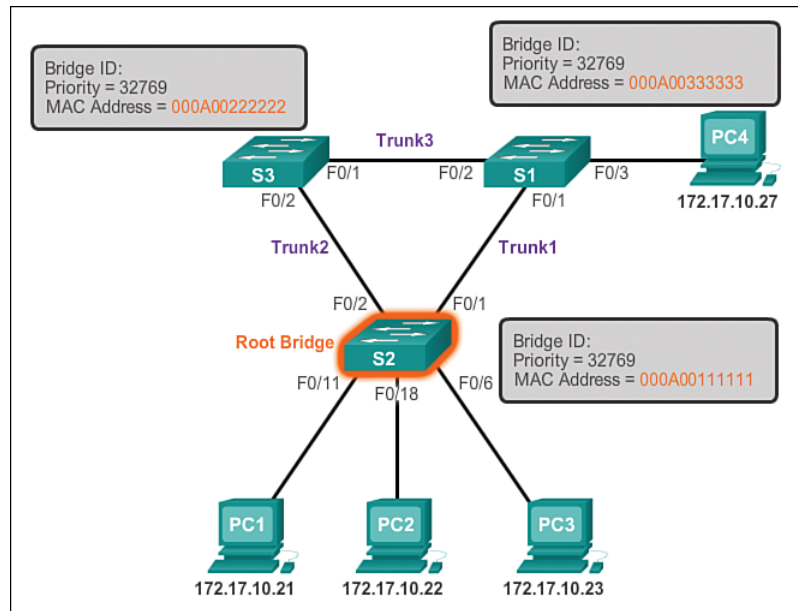 Bridge ID:
Priority = 32769
MAC Address = 000A00333333
Bridge ID:
Priority = 32769
MAC Address = 000A00222222
Trunk3
PC4
S3
F0/1
F0/2
S1
F0/3
F0/2
F0/1
172.17.10.27
Trunk2
Trunk1
F0/2
F0/1
Root Bridge
S2
Bridge ID:
Priority = 32769
MAC Address = 000A00111111
F0/11
F0/18
F0/6
PC1
PC2
PC3
172.17.10.21
172.17.10.22
172.17.10.23